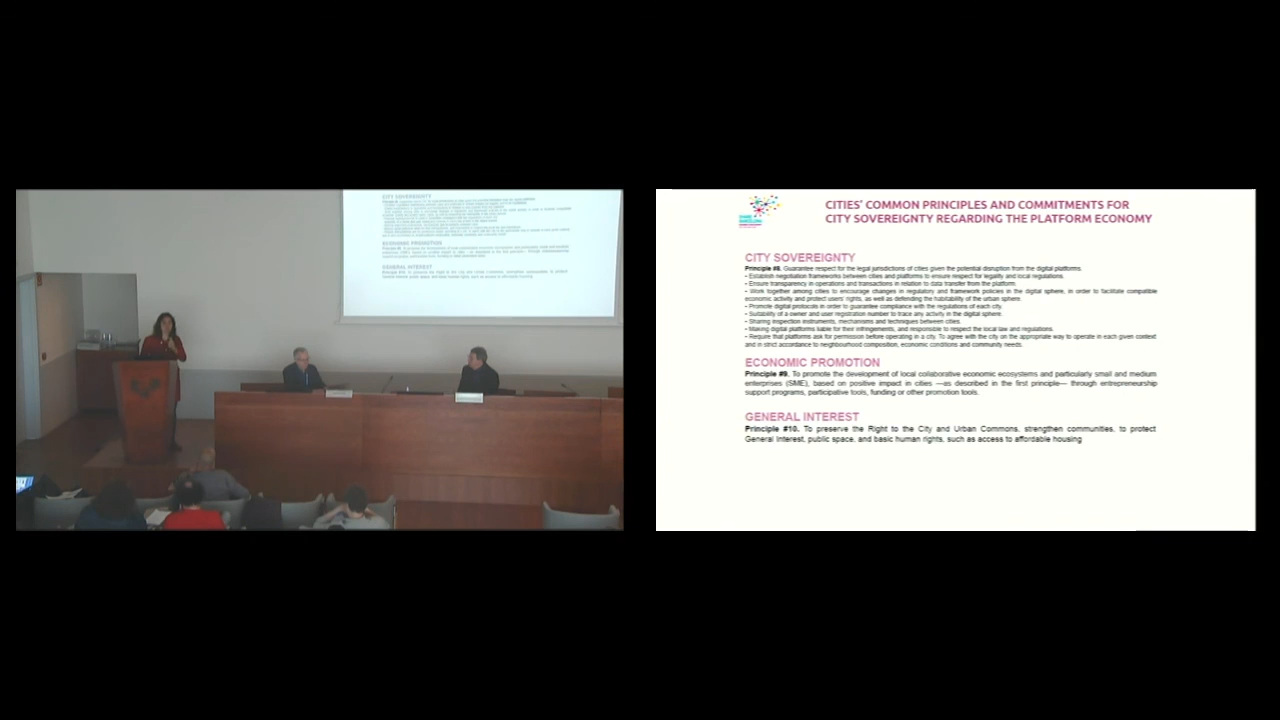 CITIES' COMMON PRINCIPLES AND COMMITMENTS FOR
CITY SOVEREIGNTY REGARDING THE PLATFORM ECONOMY
CITY SOVEREIGNTY
Principle #8. Guarantee respect for the legal jurisdictions of cities given the potential disruption from the digital platforms.
• Establish negotiation frameworks between cities and platforms to ensure respect for legality and local regulations.
• Ensure transparency in operations and transactions in relation to data transfer from the platform.
• Work together among cities to encourage changes in regulatory and framework policies in the digital sphere, in order to facilitate compatible
economic activity and protect users' rights, as well as defending the habitability of the urban sphere.
• Promote digital protocols in order to guarantee compliance with the regulations of each city.
• Suitability of a owner and user registration number to trace any activity in the digital sphere.
• Sharing inspection instruments, mechanisms and techniques between cities.
• Making digital platforms liable for their infringements, and responsible to respect the local law and regulations.
• Require that platforms ask for permission before operating in a city. To agree with the city on the appropriate way to operate in each given context
and in strict accordance to neighbourhood composition, economic conditions and community needs.
ECONOMIC PROMOTION
Principle #9. To promote the development of local collaborative economic ecosystems and particularly small and medium
enterprises (SME), based on positive impact in cities —as described in the first principle— through entrepreneurship
support programs, participative tools, funding or other promotion tools.
GENERAL INTEREST
Principle #10. To preserve the Right to the City and Urban Commons, strengthen communities, to protect
General Interest, public space, and basic human rights, such as access to affordable housing
CITY SOVEREIGNTY
ECONOMIC PROMOTION
GENERAL INTEREST